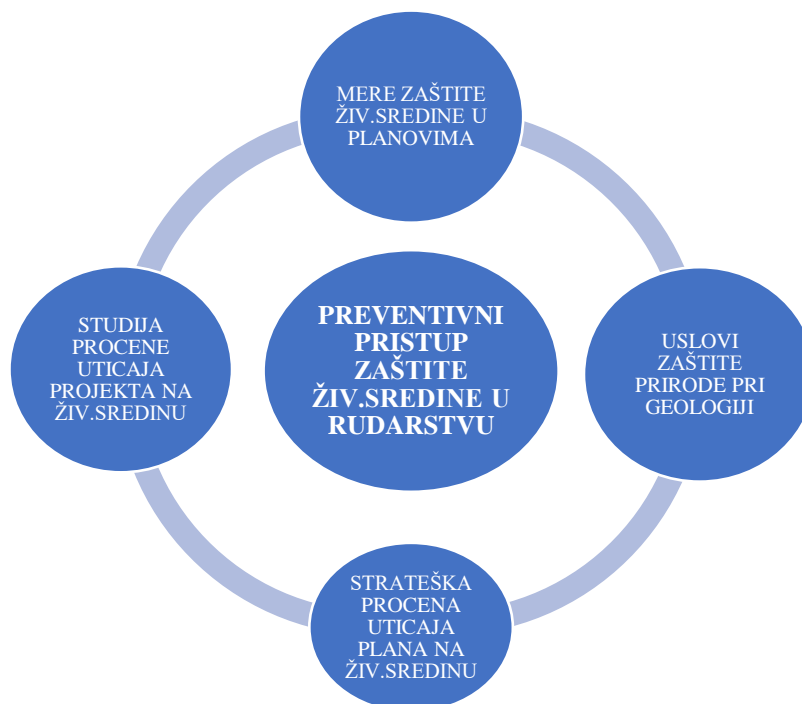 MERE ZAŠTITE
ŽIV.SREDINE U
PLANOVIMA
STUDIJA
PROCENE
UTICAJA
PROJEKTA NA
ŽIV.SREDINU
PREVENTIVNI
PRISTUP
ZAŠTITE
ŽIV.SREDINE U
RUDARSTVU
USLOVI
ZAŠTITE
PRIRODE PRI
GEOLOGIJI
STRATEŠKA
PROCENA
UTICAJA
PLANA NA
ŽIV.SREDINU